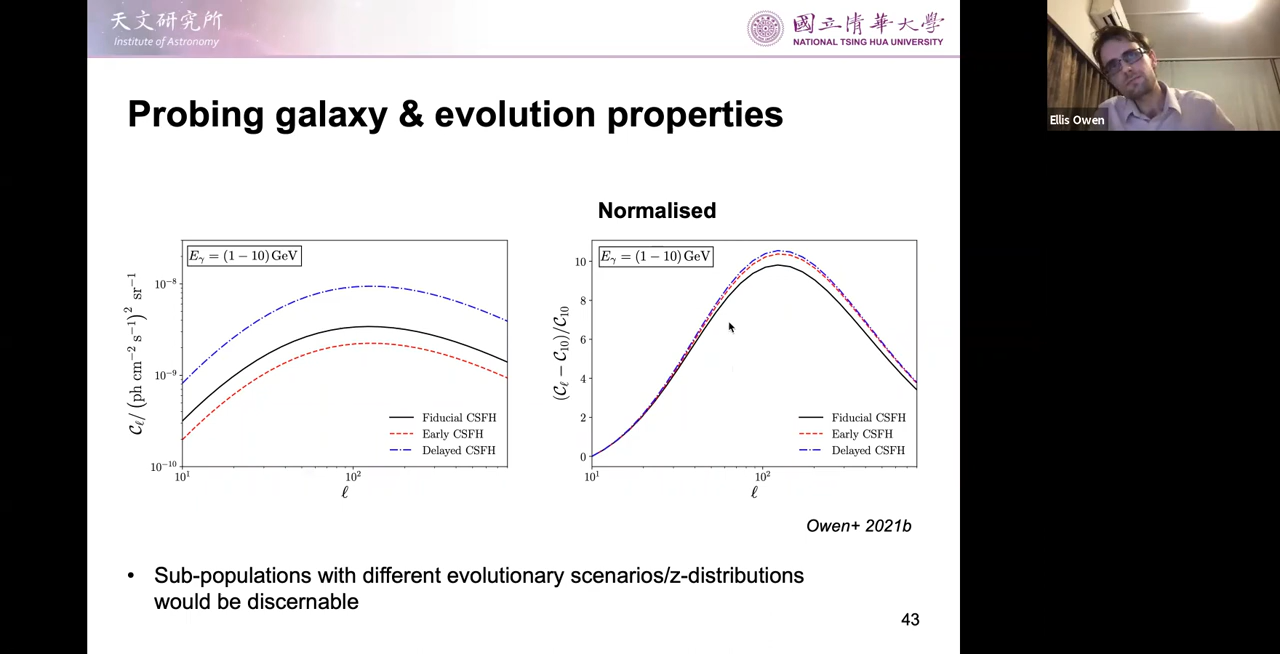 天文研究所
Institute of Astronomy
國立清華大學
NATIONAL TSING HUA UNIVERSITY
Ellis Owen
Probing galaxy & evolution properties
Normalised
E_γ = (1 − 10) GeV
10⁻⁸
10⁻⁹
10⁻¹⁰
C_ℓ/ (ph cm⁻² s⁻¹)² sr⁻¹
10¹
10²
ℓ
Fiducial CSFH
Early CSFH
Delayed CSFH
E_γ = (1 − 10) GeV
10
8
6
4
2
0
(C_ℓ − C₁₀)/C₁₀
10¹
10²
ℓ
Fiducial CSFH
Early CSFH
Delayed CSFH
Owen+ 2021b
• Sub-populations with different evolutionary scenarios/z-distributions
would be discernable
43